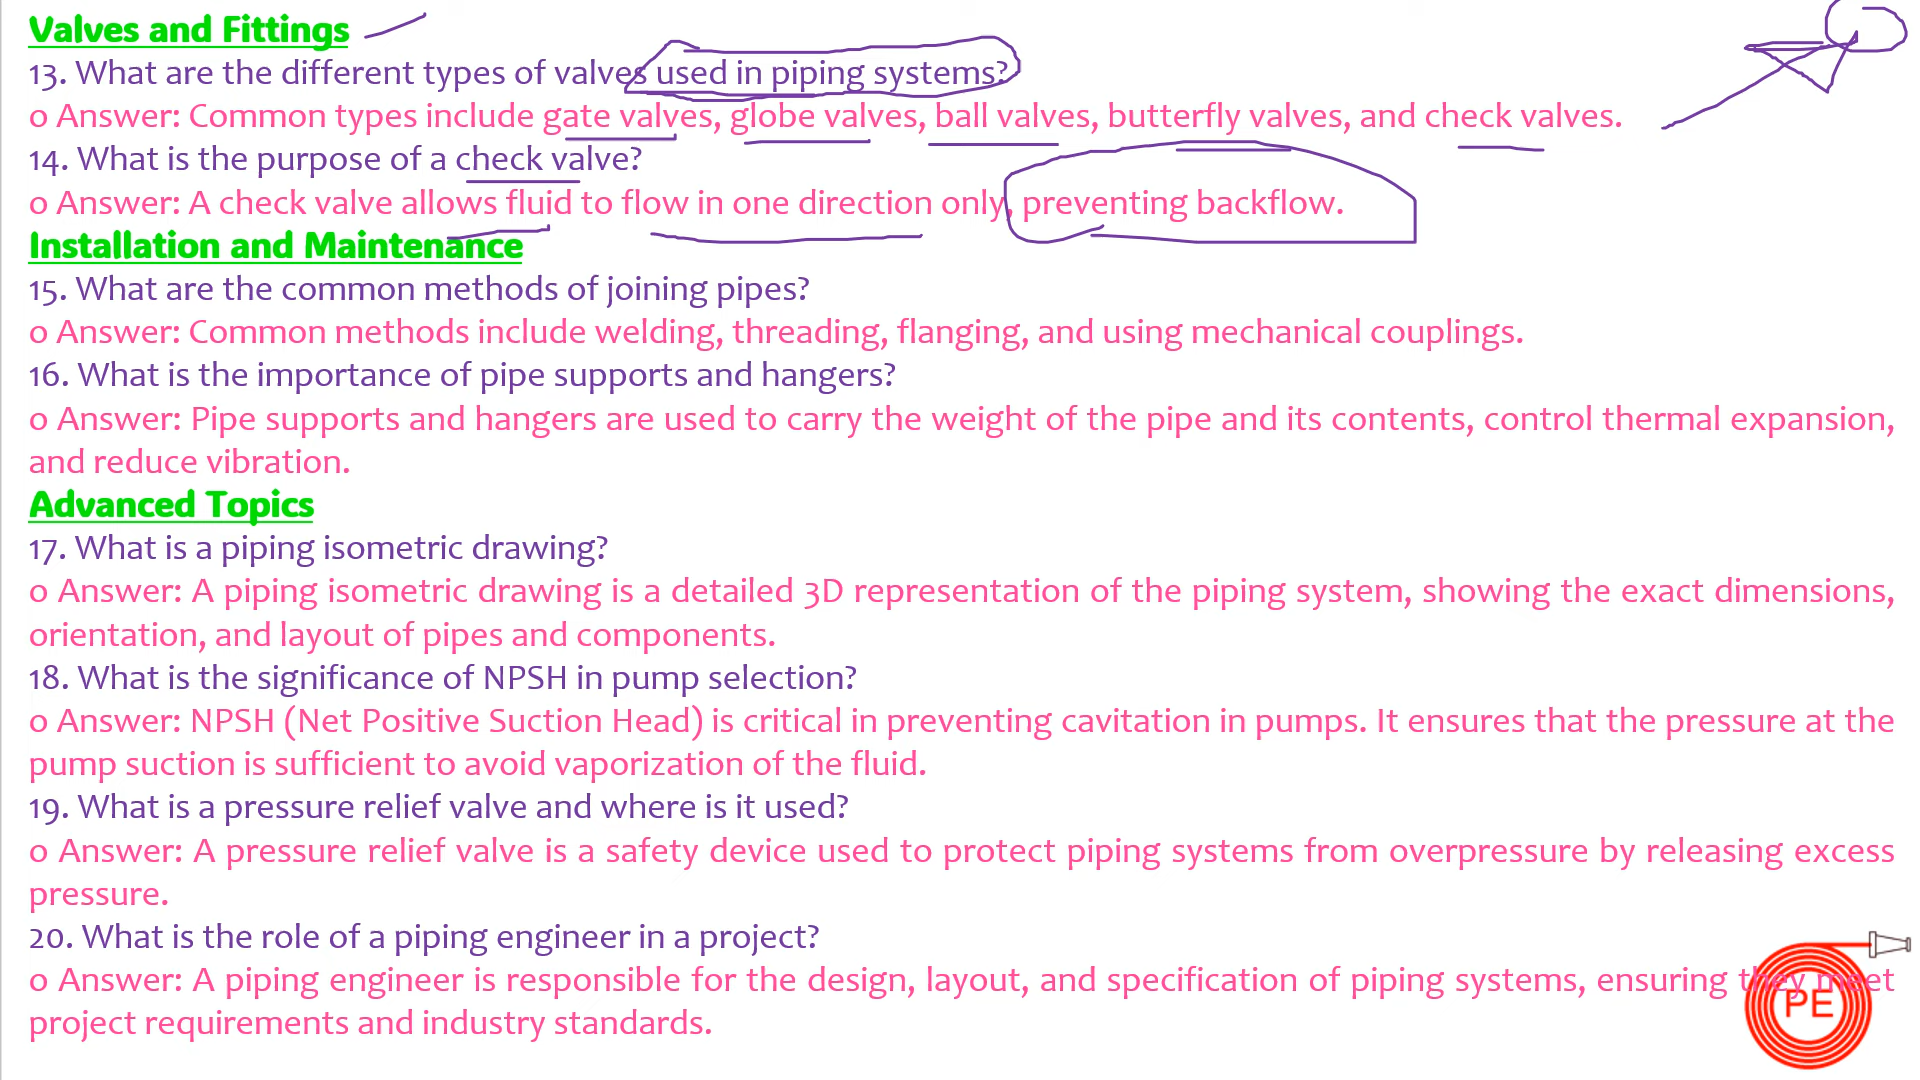 Valves and Fittings
13. What are the different types of valves used in piping systems?
o Answer: Common types include gate valves, globe valves, ball valves, butterfly valves, and check valves.
14. What is the purpose of a check valve?
o Answer: A check valve allows fluid to flow in one direction only, preventing backflow.
Installation and Maintenance
15. What are the common methods of joining pipes?
o Answer: Common methods include welding, threading, flanging, and using mechanical couplings.
16. What is the importance of pipe supports and hangers?
o Answer: Pipe supports and hangers are used to carry the weight of the pipe and its contents, control thermal expansion,
and reduce vibration.
Advanced Topics
17. What is a piping isometric drawing?
o Answer: A piping isometric drawing is a detailed 3D representation of the piping system, showing the exact dimensions,
orientation, and layout of pipes and components.
18. What is the significance of NPSH in pump selection?
o Answer: NPSH (Net Positive Suction Head) is critical in preventing cavitation in pumps. It ensures that the pressure at the
pump suction is sufficient to avoid vaporization of the fluid.
19. What is a pressure relief valve and where is it used?
o Answer: A pressure relief valve is a safety device used to protect piping systems from overpressure by releasing excess
pressure.
20. What is the role of a piping engineer in a project?
o Answer: A piping engineer is responsible for the design, layout, and specification of piping systems, ensuring they meet
project requirements and industry standards.
PE